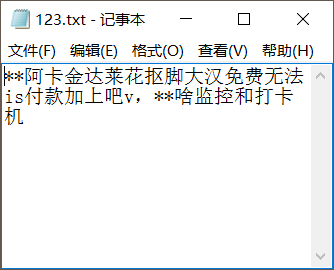 123.txt - 记事本
文件(F) 编辑(E) 格式(O) 查看(V) 帮助(H)
**阿卡金达莱花抠脚大汉免费无法
is付款加上吧v，**啥监控和打卡
机